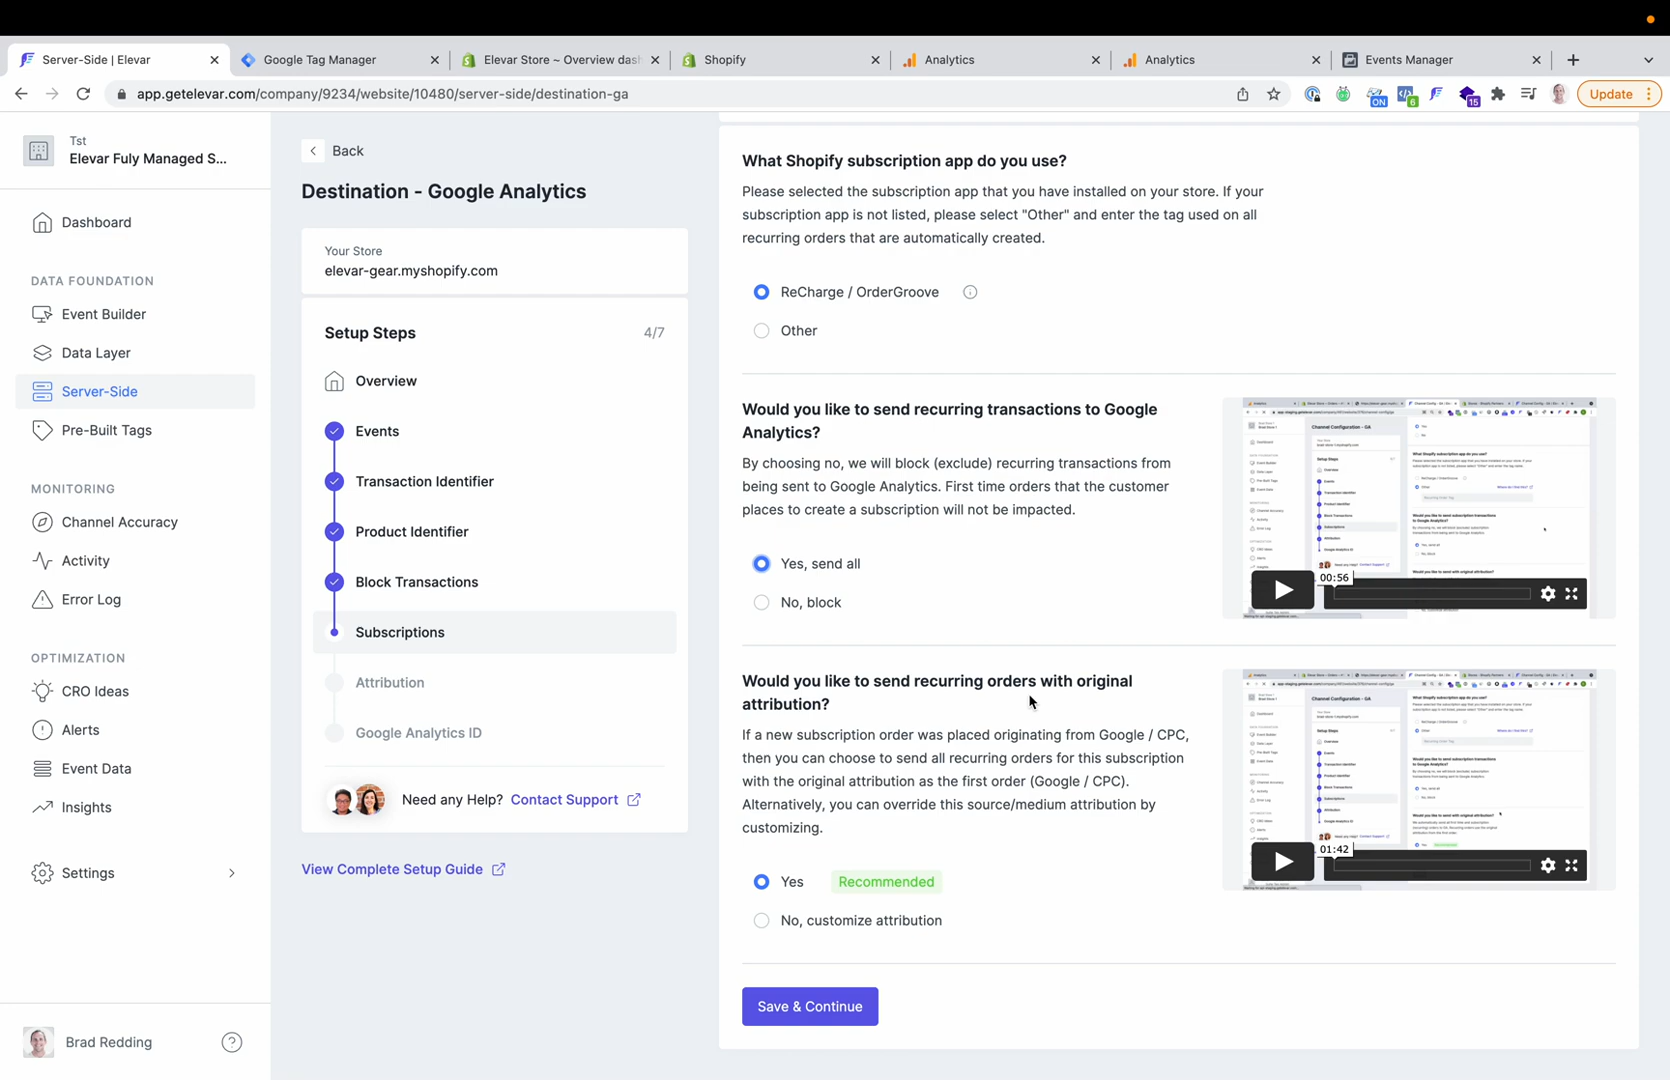 Server-Side | Elevar
Google Tag Manager
Elevar Store ~ Overview das
Shopify
Analytics
Analytics
Events Manager
app.getelevar.com/company/9234/website/10480/server-side/destination-ga
ON
6
15
Update
Tst
Elevar Fuly Managed S...
Dashboard
DATA FOUNDATION
Event Builder
Data Layer
Server-Side
Pre-Built Tags
MONITORING
Channel Accuracy
Activity
Error Log
OPTIMIZATION
CRO Ideas
Alerts
Event Data
Insights
Settings
Brad Redding
Back
Destination - Google Analytics
Your Store
elevar-gear.myshopify.com
Setup Steps
4/7
Overview
Events
Transaction Identifier
Product Identifier
Block Transactions
Subscriptions
Attribution
Google Analytics ID
Need any Help? Contact Support
View Complete Setup Guide
What Shopify subscription app do you use?
Please selected the subscription app that you have installed on your store. If your
subscription app is not listed, please select "Other" and enter the tag used on all
recurring orders that are automatically created.
ReCharge / OrderGroove
Other
Would you like to send recurring transactions to Google
Analytics?
By choosing no, we will block (exclude) recurring transactions from
being sent to Google Analytics. First time orders that the customer
places to create a subscription will not be impacted.
Yes, send all
No, block
00:56
Would you like to send recurring orders with original
attribution?
If a new subscription order was placed originating from Google / CPC,
then you can choose to send all recurring orders for this subscription
with the original attribution as the first order (Google / CPC).
Alternatively, you can override this source/medium attribution by
customizing.
Yes
Recommended
No, customize attribution
01:42
Save & Continue